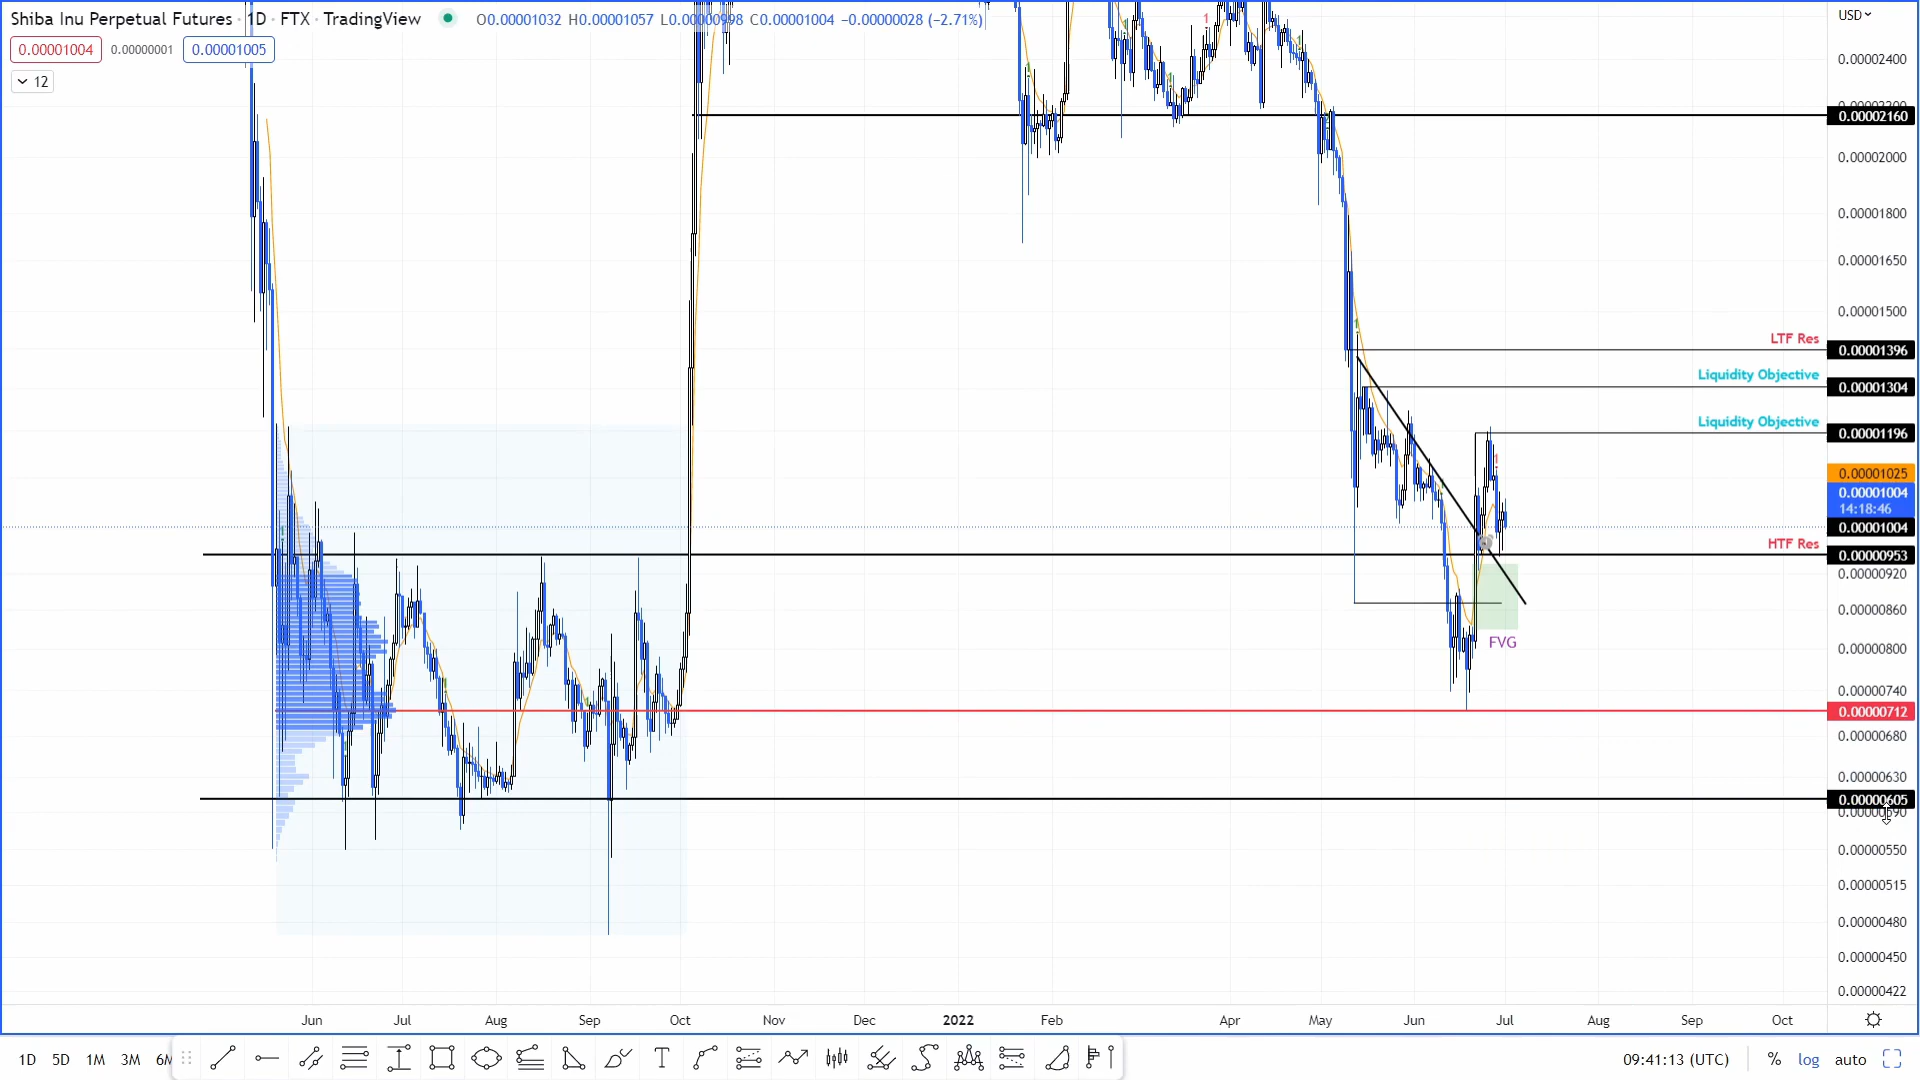 Shiba Inu Perpetual Futures · 1D · FTX · TradingView O0.00001032 H0.00001057 L0.00000998 C0.00001004 −0.00000028 (−2.71%)
USD
0.00001004 0.00000001 0.00001005
12
0.00002400
0.00002160
0.00002000
0.00001800
0.00001650
0.00001500
LTF Res
0.00001396
Liquidity Objective
0.00001304
Liquidity Objective
0.00001196
0.00001025
0.00001004
14:18:46
0.00001004
HTF Res
0.00000953
0.00000920
0.00000860
FVG
0.00000800
0.00000740
0.00000712
0.00000680
0.00000630
0.00000605
0.00000550
0.00000515
0.00000480
0.00000450
0.00000422
Jun Jul Aug Sep Oct Nov Dec 2022 Feb Apr May Jun Jul Aug Sep Oct
1D 5D 1M 3M 6M
09:41:13 (UTC) % log auto